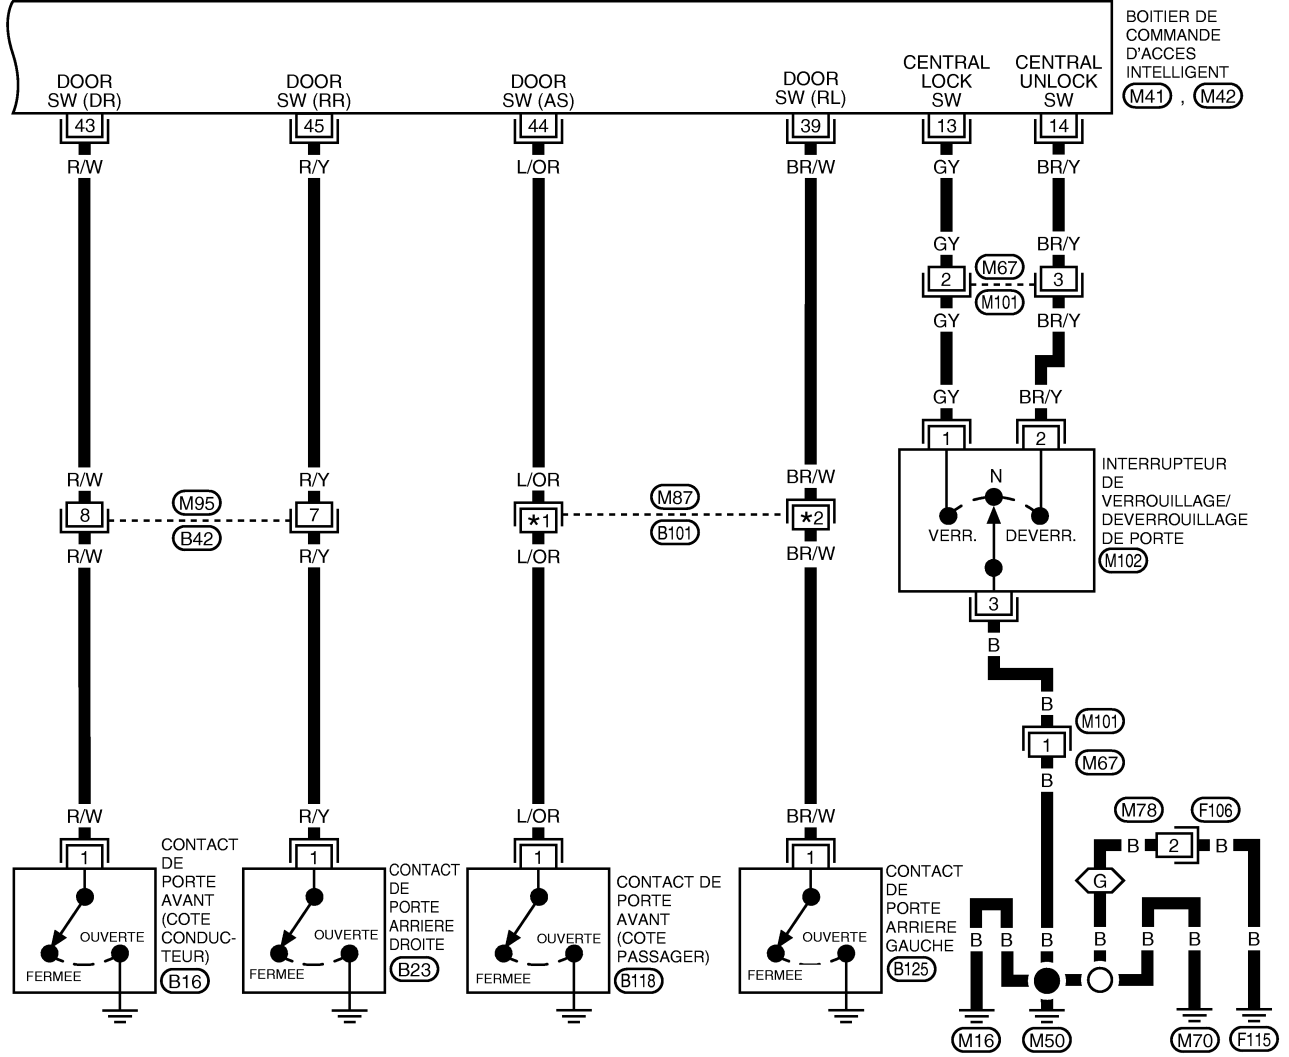 BOITIER DE
COMMANDE
D'ACCES
INTELLIGENT
M41 , M42
DOOR
SW (DR)
DOOR
SW (RR)
DOOR
SW (AS)
DOOR
SW (RL)
CENTRAL
LOCK
SW
CENTRAL
UNLOCK
SW
43 45 44 39 13 14
R/W R/Y L/OR BR/W GY BR/Y
GY BR/Y
2 M67 3
M101
GY BR/Y
GY BR/Y
1 2
INTERRUPTEUR
DE
VERROUILLAGE/
DEVERROUILLAGE
DE PORTE
M102
N
VERR. DEVERR.
3
R/W R/Y L/OR BR/W
8 M95 7 *1 M87 *2
B42 B101
R/W R/Y L/OR BR/W
B
B
M101
1
M67
B
R/W R/Y L/OR BR/W
1 1 1 1
CONTACT
DE
PORTE
AVANT
(COTE
CONDUC-
TEUR)
B16
OUVERTE
FERMEE
CONTACT
DE
PORTE
ARRIERE
DROITE
B23
OUVERTE
FERMEE
CONTACT DE
PORTE
AVANT
(COTE
PASSAGER)
B118
OUVERTE
FERMEE
CONTACT
DE
PORTE
ARRIERE
GAUCHE
B125
OUVERTE
FERMEE
M78 F106
B 2 B
G
B B B B B B B
M16 M50 M70 F115